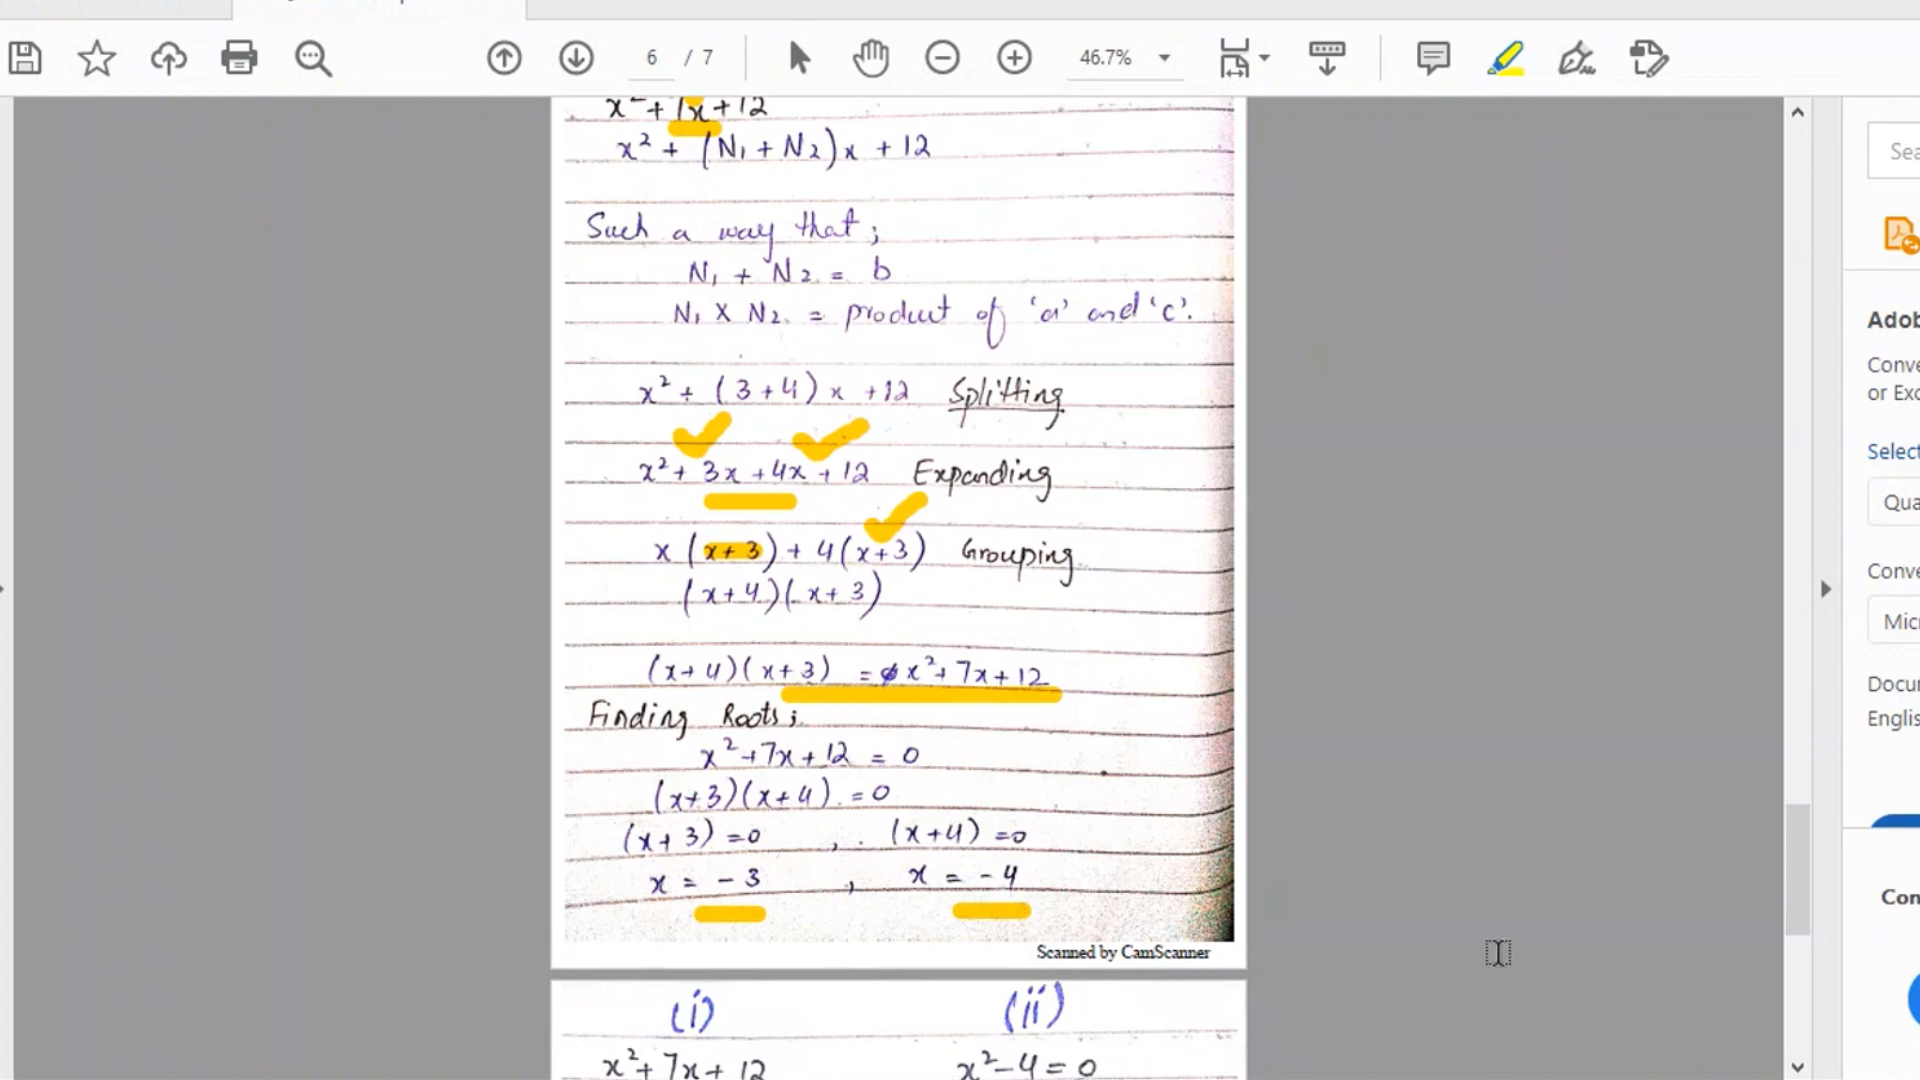 6 / 7
46.7%
x² + 7x + 12
x² + (N₁ + N₂)x + 12
Such a way that;
N₁ + N₂ = b
N₁ X N₂ = product of 'a' and 'c'.
x² + (3+4) x +12 Splitting
x² + 3x +4x + 12 Expanding
x (x+3) + 4(x+3) Grouping
(x+4)(x+3)
(x+4)(x+3) = x²+7x+12
Finding Roots;
x²+7x+12 = 0
(x+3)(x+4) = 0
(x+3)=0 , (x+4)=0
x = -3 , x = -4
Scanned by CamScanner
(i) (ii)
x²+7x+12 x²-4=0
Sea
Adob
Conve
or Exc
Select
Qua
Conve
Micr
Docum
Englis
Con